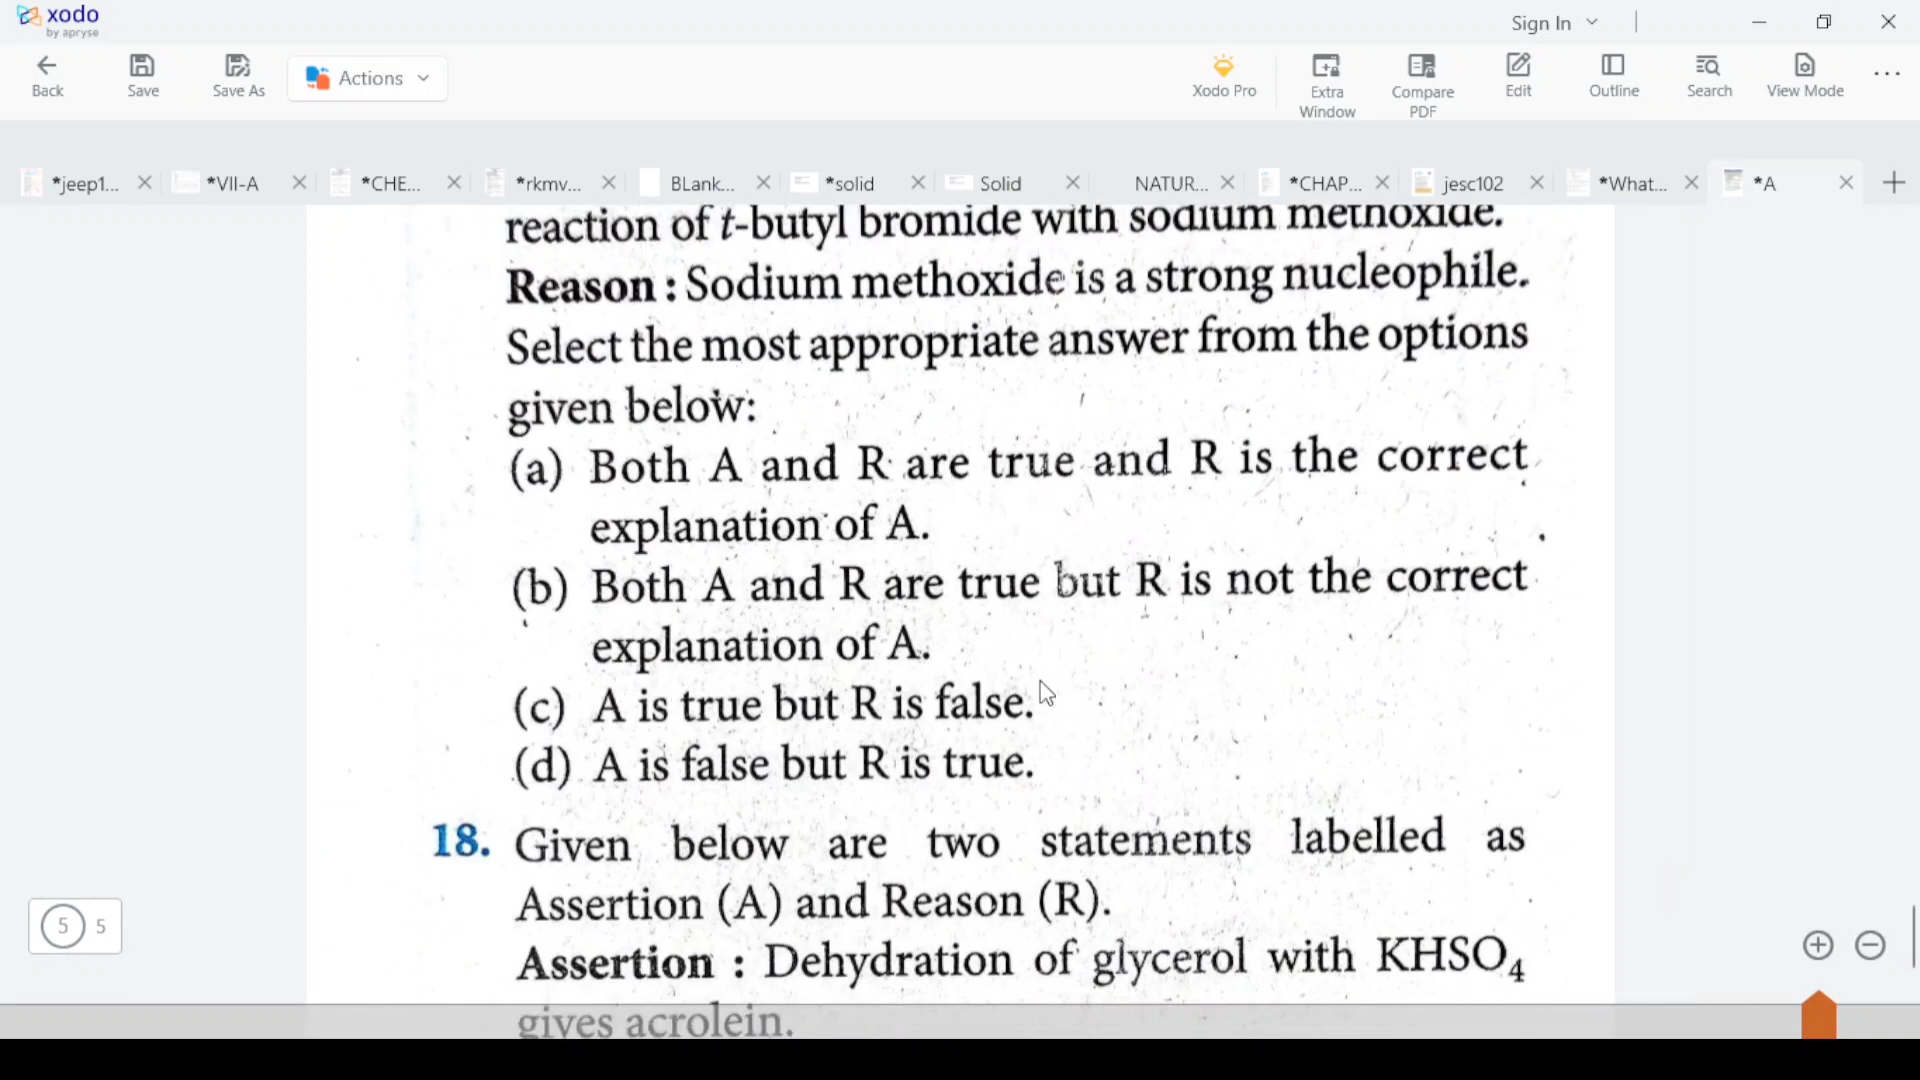 xodo
by apryse
Sign In
Back
Save
Save As
Actions
Xodo Pro
Extra Window
Compare PDF
Edit
Outline
Search
View Mode
*jeep1...
*VII-A
*CHE...
*rkmv...
BLank...
*solid
Solid
NATUR...
*CHAP...
jesc102
*What...
*A
reaction of t-butyl bromide with sodium methoxide.
Reason : Sodium methoxide is a strong nucleophile.
Select the most appropriate answer from the options
given below:
(a) Both A and R are true and R is the correct
explanation of A.
(b) Both A and R are true but R is not the correct
explanation of A.
(c) A is true but R is false.
(d) A is false but R is true.
18. Given below are two statements labelled as
Assertion (A) and Reason (R).
Assertion : Dehydration of glycerol with KHSO₄
gives acrolein.
5 5